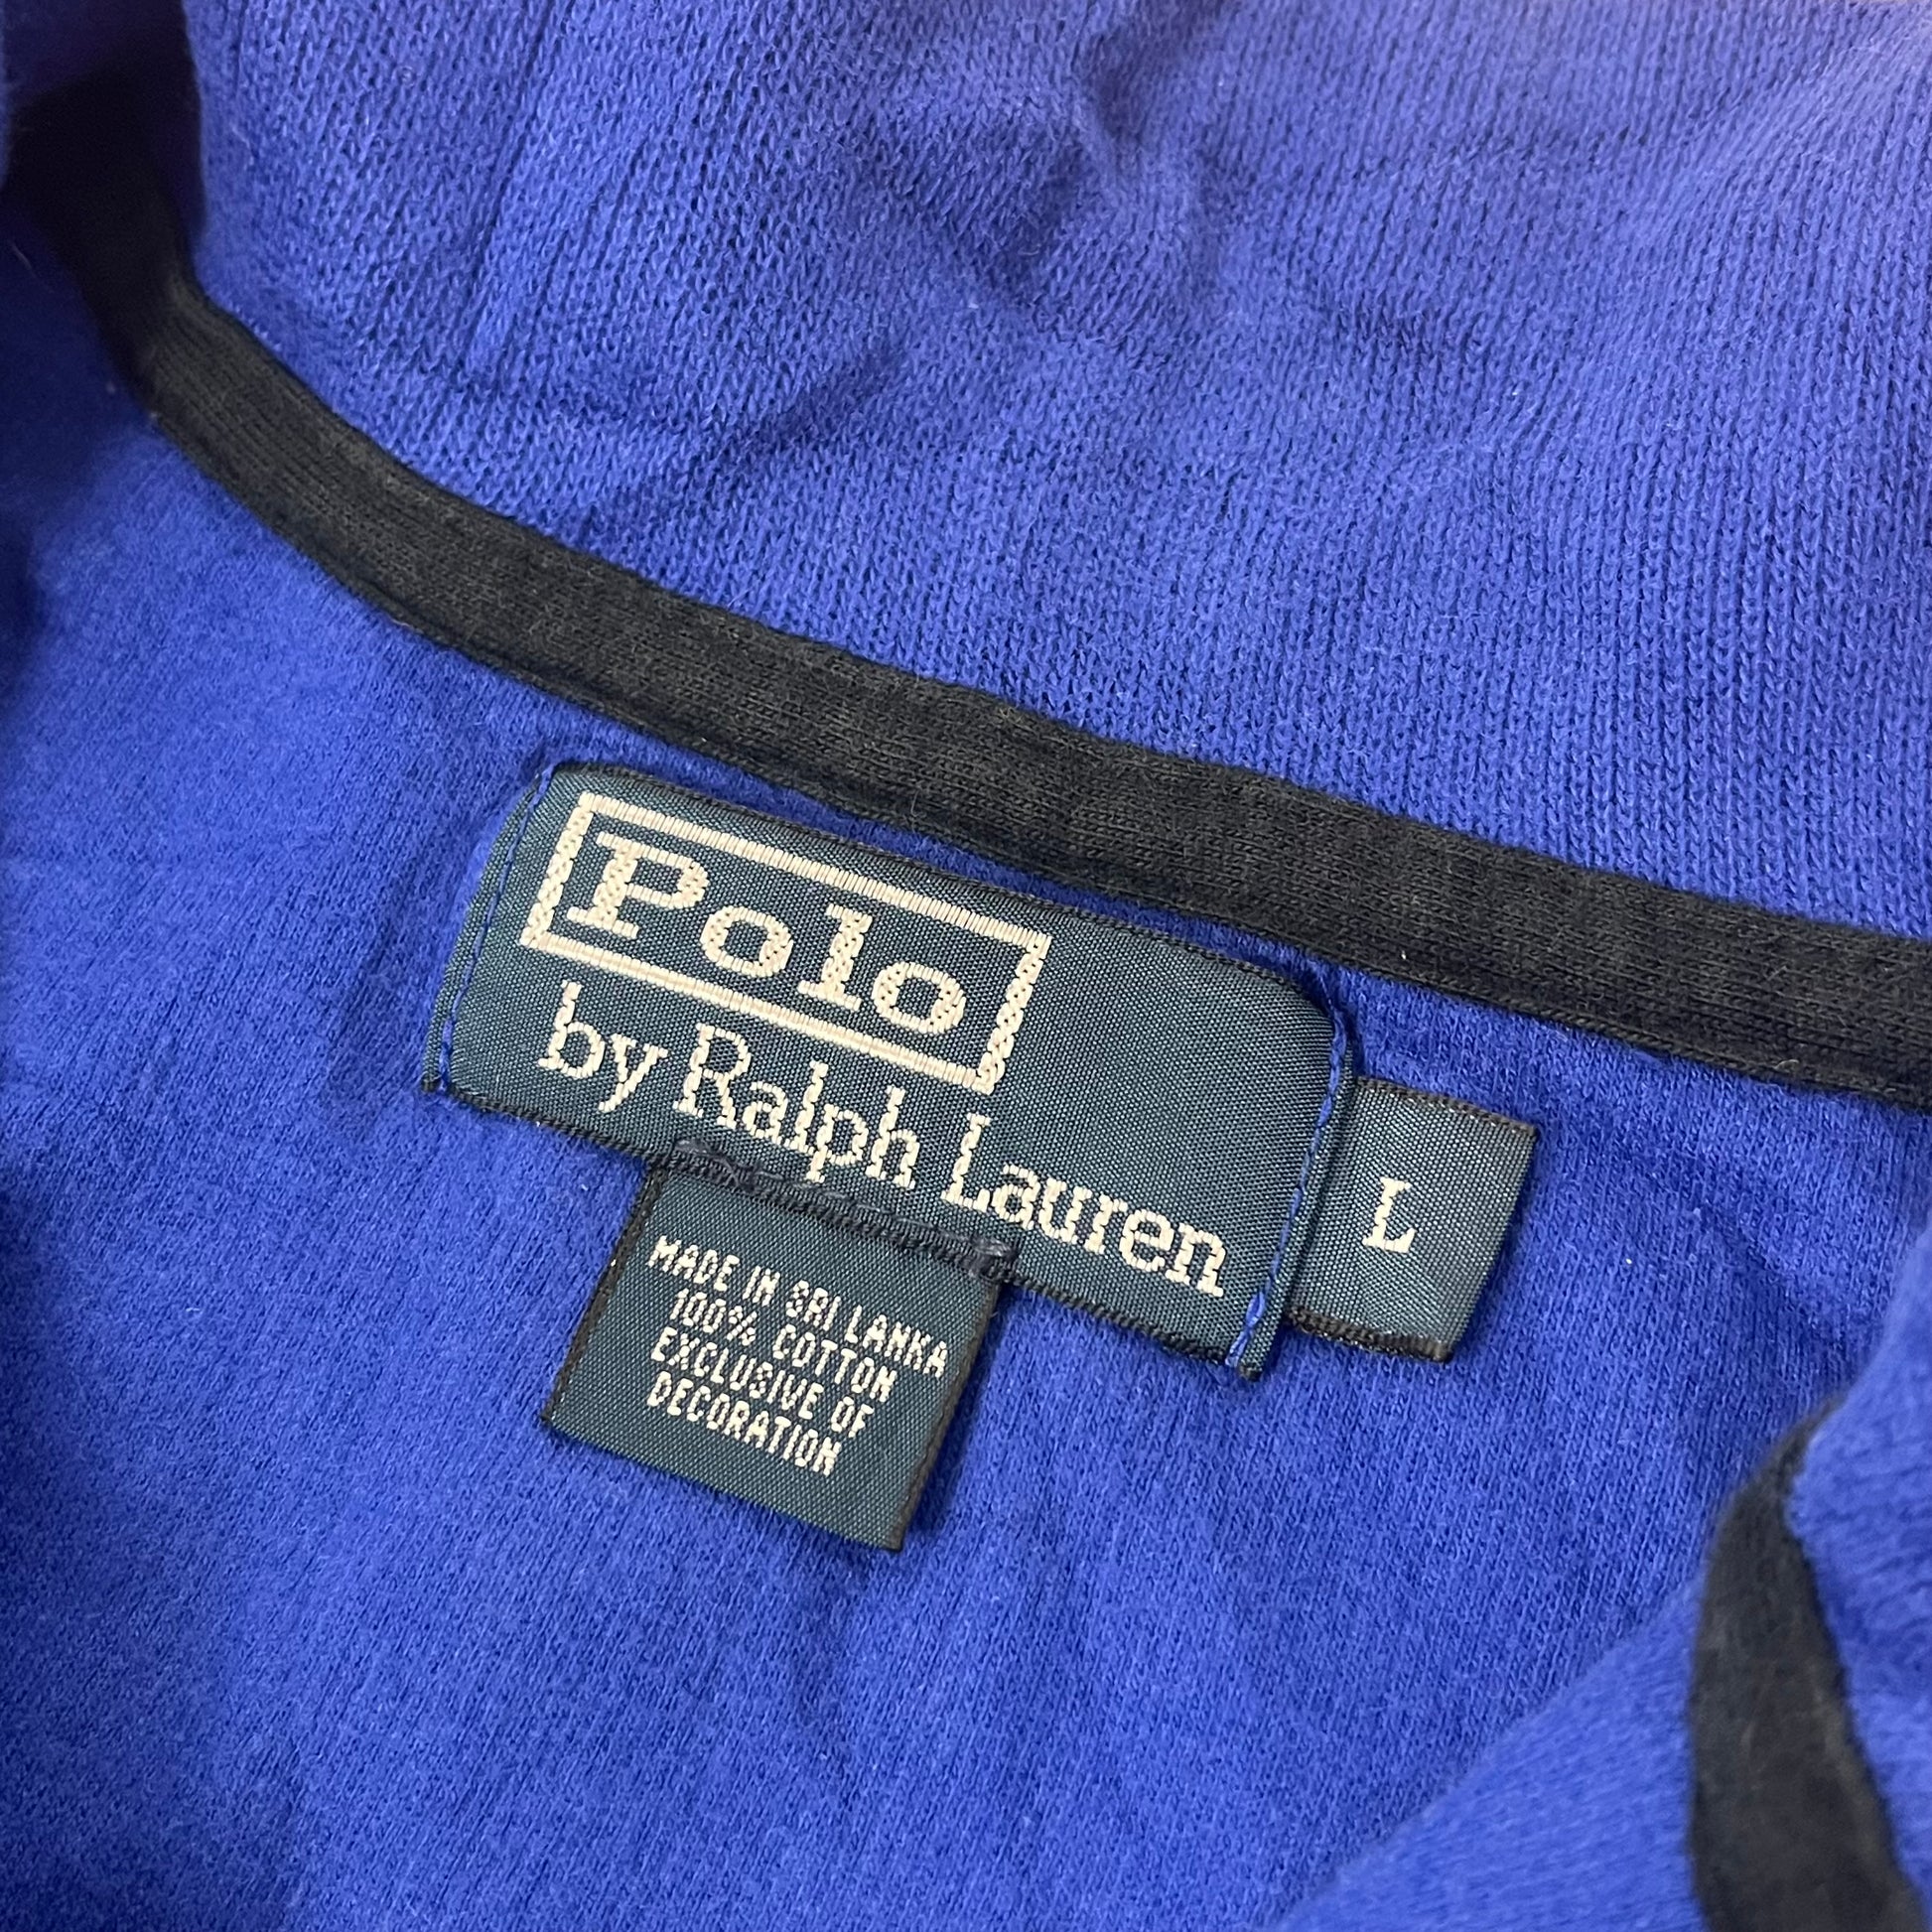 Polo
by Ralph Lauren
L
MADE IN SRI LANKA
100% COTTON
EXCLUSIVE OF
DECORATION